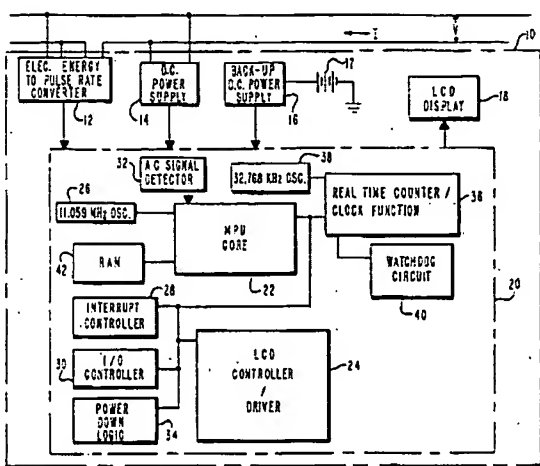 I
V
10
ELEC. ENERGY
TO PULSE RATE
CONVERTER
12
D.C.
POWER
SUPPLY
14
BACK-UP
D.C. POWER
SUPPLY
16
17
LCD
DISPLAY
18
32
AC SIGNAL
DETECTOR
38
32.768 KHz OSC.
26
11.059 MHz OSC.
MPU
CORE
22
REAL TIME COUNTER /
CLOCK FUNCTION
36
42
RAM
WATCHDOG
CIRCUIT
40
20
28
INTERRUPT
CONTROLLER
30
I/O
CONTROLLER
POWER
DOWN
LOGIC
34
LCD
CONTROLLER
/
DRIVER
24